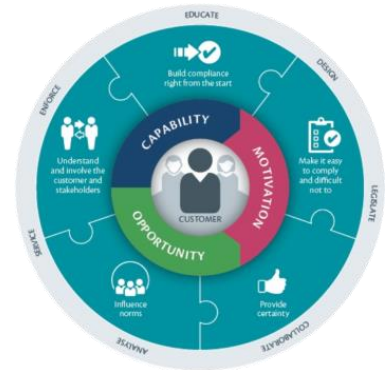 EDUCATE
DESIGN
LEGISLATE
COLLABORATE
ANALYSE
SERVICE
ENFORCE
Build compliance
right from the start
Make it easy
to comply and
difficult
not to
Provide
certainty
Influence
norms
Understand
and involve the
customer and
stakeholders
CAPABILITY
MOTIVATION
OPPORTUNITY
CUSTOMER